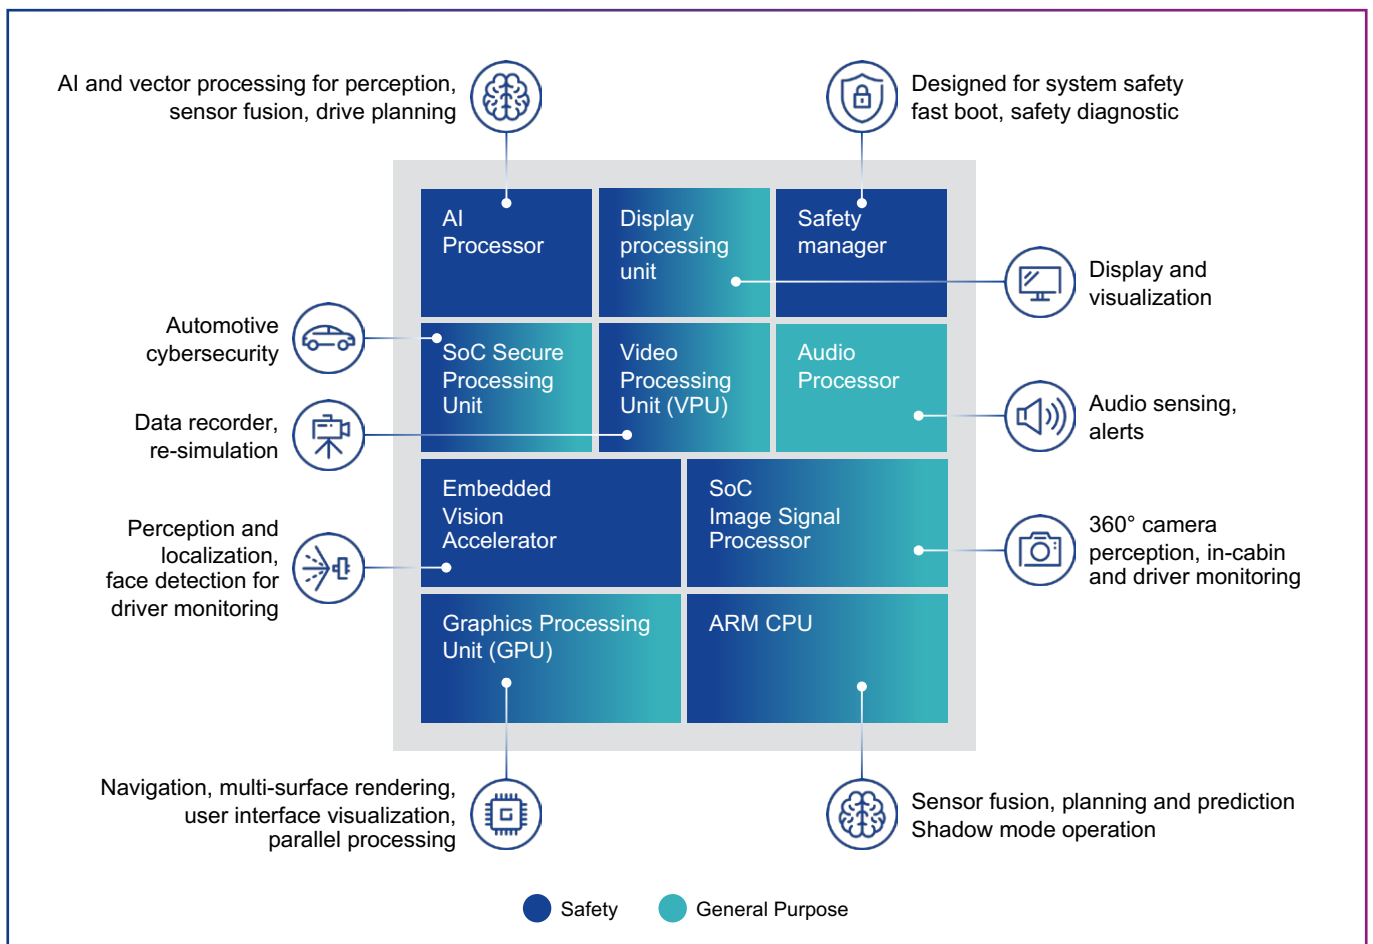 AI and vector processing for perception,
sensor fusion, drive planning
Designed for system safety
fast boot, safety diagnostic
AI
Processor
Display
processing
unit
Safety
manager
Display and
visualization
Automotive
cybersecurity
SoC Secure
Processing
Unit
Video
Processing
Unit (VPU)
Audio
Processor
Data recorder,
re-simulation
Audio sensing,
alerts
Embedded
Vision
Accelerator
SoC
Image Signal
Processor
Perception and
localization,
face detection for
driver monitoring
360° camera
perception, in-cabin
and driver monitoring
Graphics Processing
Unit (GPU)
ARM CPU
Navigation, multi-surface rendering,
user interface visualization,
parallel processing
Sensor fusion, planning and prediction
Shadow mode operation
Safety
General Purpose